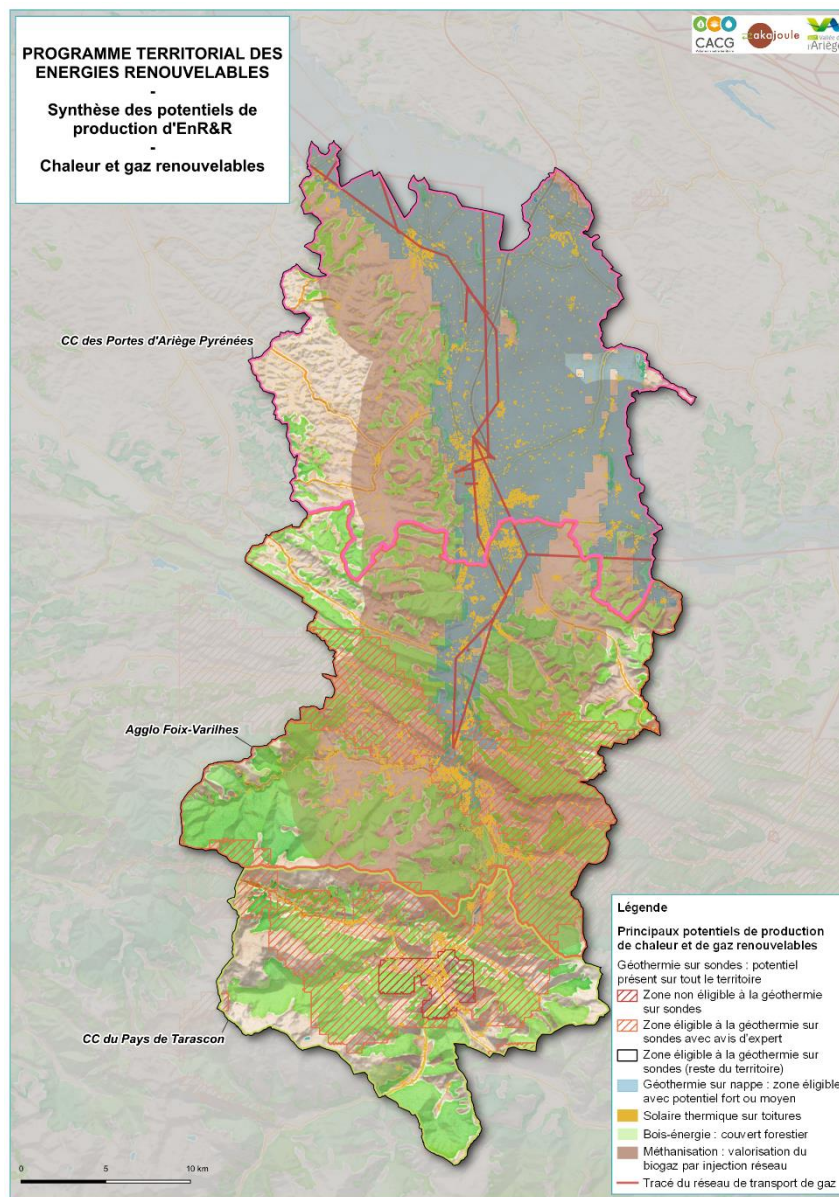 PROGRAMME TERRITORIAL DES
ENERGIES RENOUVELABLES
-
Synthèse des potentiels de
production d'EnR&R
-
Chaleur et gaz renouvelables
CACG
akajoule
Vallée de
l'Ariège
CC des Portes d'Ariège Pyrénées
Agglo Foix-Varilhes
CC du Pays de Tarascon
0 5 10 km
Légende
Principaux potentiels de production
de chaleur et de gaz renouvelables
Géothermie sur sondes : potentiel
présent sur tout le territoire
Zone non éligible à la géothermie
sur sondes
Zone éligible à la géothermie sur
sondes avec avis d'expert
Zone éligible à la géothermie sur
sondes (reste du territoire)
Géothermie sur nappe : zone éligible
avec potentiel fort ou moyen
Solaire thermique sur toitures
Bois-énergie : couvert forestier
Méthanisation : valorisation du
biogaz par injection réseau
Tracé du réseau de transport de gaz